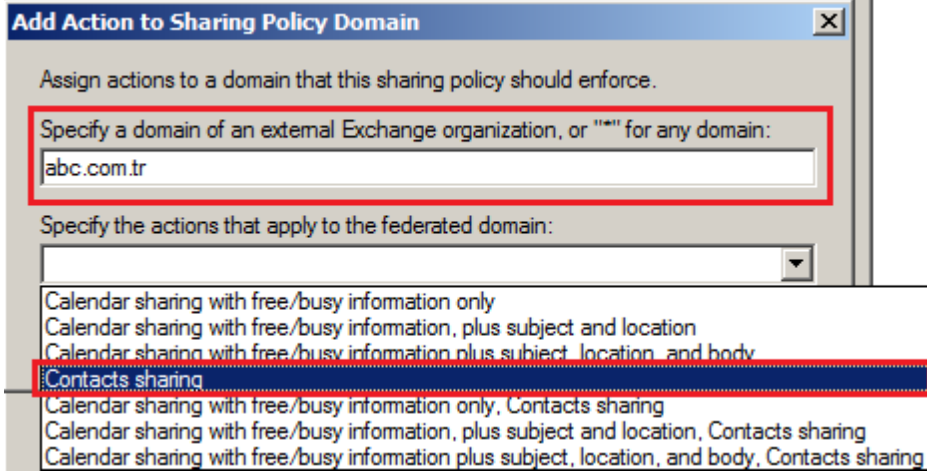 Add Action to Sharing Policy Domain
Assign actions to a domain that this sharing policy should enforce.
Specify a domain of an external Exchange organization, or "*" for any domain:
abc.com.tr
Specify the actions that apply to the federated domain:
Calendar sharing with free/busy information only
Calendar sharing with free/busy information, plus subject and location
Calendar sharing with free/busy information plus subject, location, and body
Contacts sharing
Calendar sharing with free/busy information only, Contacts sharing
Calendar sharing with free/busy information, plus subject and location, Contacts sharing
Calendar sharing with free/busy information plus subject, location, and body, Contacts sharing